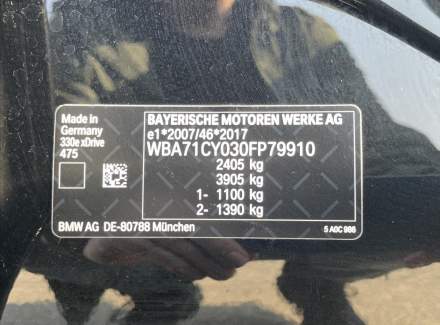 Made in
Germany
330e xDrive
475
BAYERISCHE MOTOREN WERKE AG
e1*2007/46*2017
WBA71CY030FP79910
2405 kg
3905 kg
1- 1100 kg
2- 1390 kg
BMW AG DE-80788 München
5 A0C 986